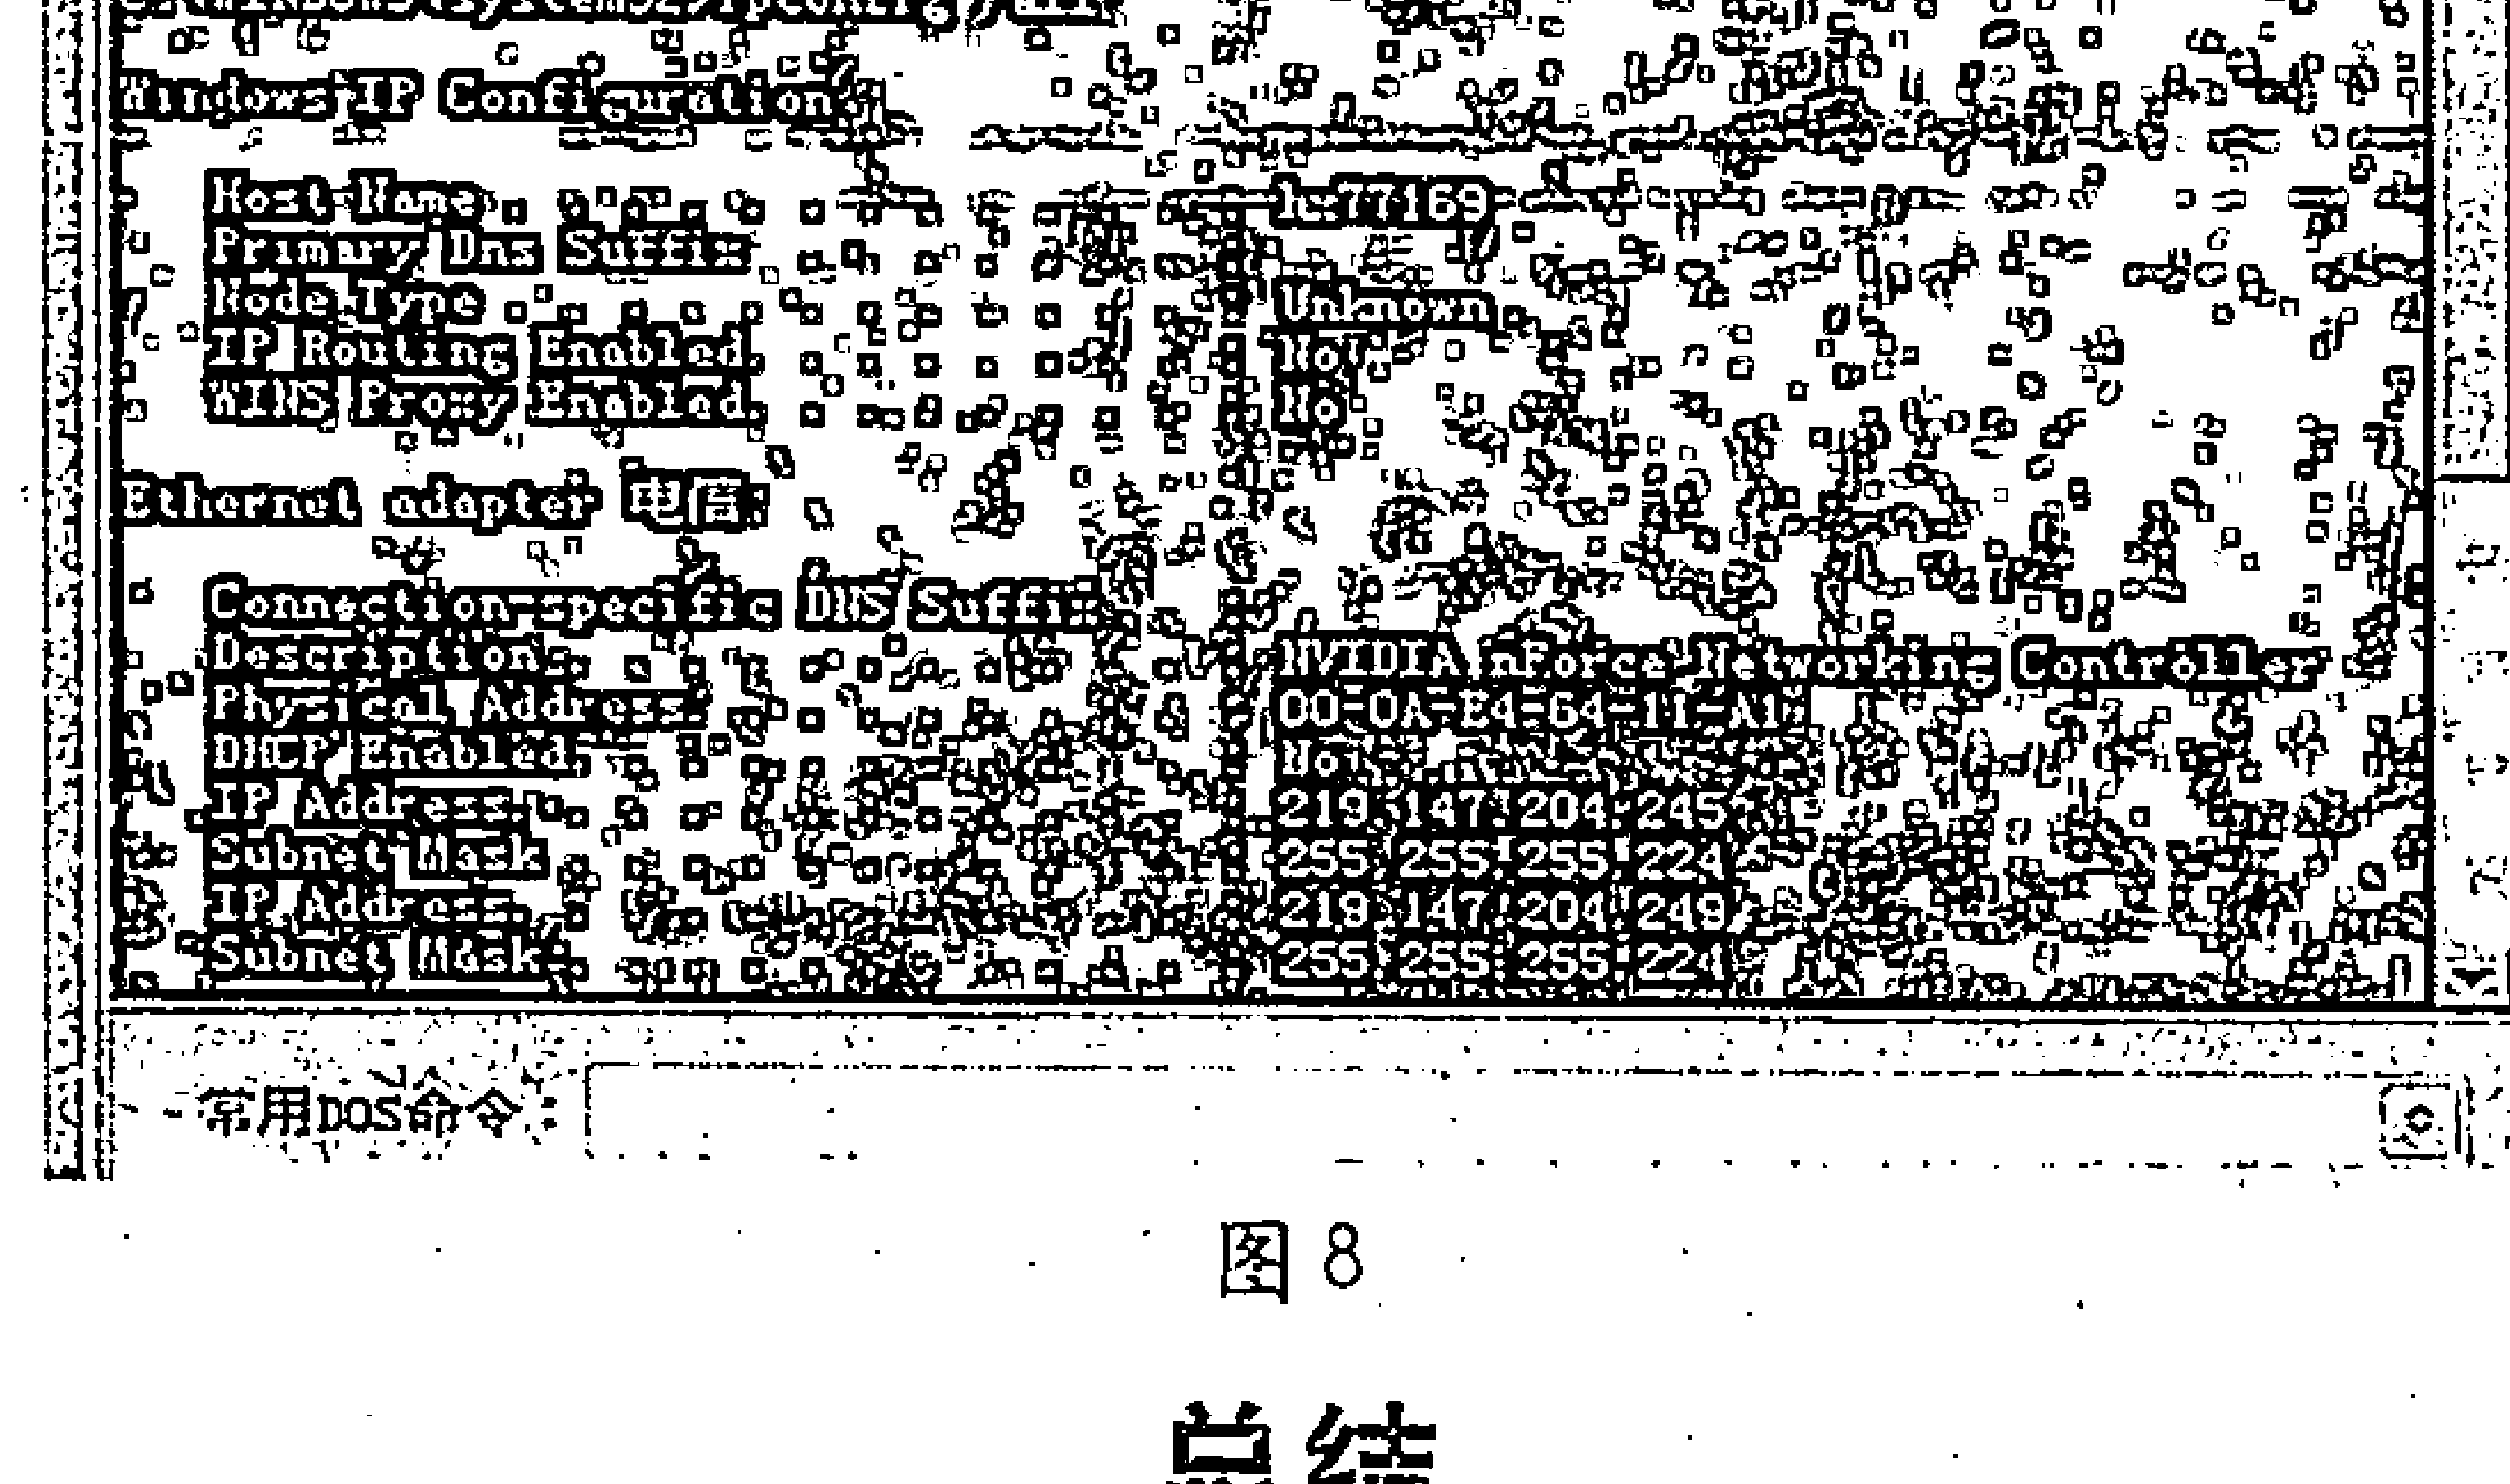 Windows IP Configuration
Host Name . . . . . . . . . . . . :
Primary Dns Suffix . . . . . . . :
Node Type . . . . . . . . . . . . : Unknown
IP Routing Enabled. . . . . . . . : No
WINS Proxy Enabled. . . . . . . . : No
Ethernet adapter 电信:
Connection-specific DNS Suffix . :
Description . . . . . . . . . . . : NVIDIA nForce Networking Controller
Physical Address. . . . . . . . . : 00-0A-E4-64-11-A1
DHCP Enabled. . . . . . . . . . . : No
IP Address. . . . . . . . . . . . : 219.147.204.245
Subnet Mask . . . . . . . . . . . : 255.255.255.224
IP Address. . . . . . . . . . . . : 219.147.204.249
Subnet Mask . . . . . . . . . . . : 255.255.255.224
常用DOS命令:
图 8
总结